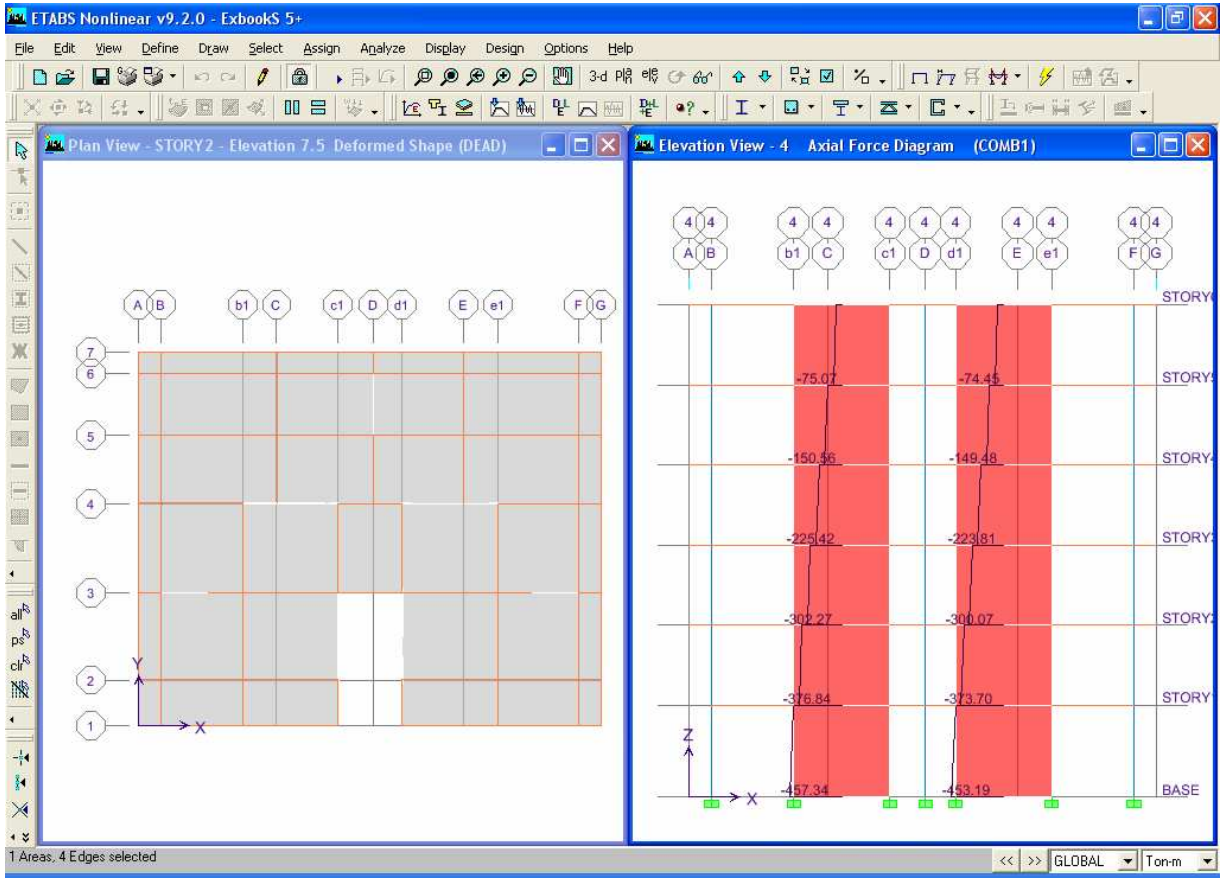 ETABS Nonlinear v9.2.0 - ExbookS 5+
File Edit View Define Draw Select Assign Analyze Display Design Options Help
3-d
Plan View - STORY2 - Elevation 7.5 Deformed Shape (DEAD)
A B b1 C c1 D d1 E e1 F G
7
6
5
4
3
2
1
Y
X
Elevation View - 4 Axial Force Diagram (COMB1)
4 4 4 4 4 4 4 4 4 4 4
A B b1 C c1 D d1 E e1 F G
-75.07 -74.45
-150.56 -149.48
-225.42 -223.81
-302.27 -300.07
-376.84 -373.70
-457.34 -453.19
BASE
Z
X
all
ps
clr
1 Areas, 4 Edges selected
<< >> GLOBAL Ton-m